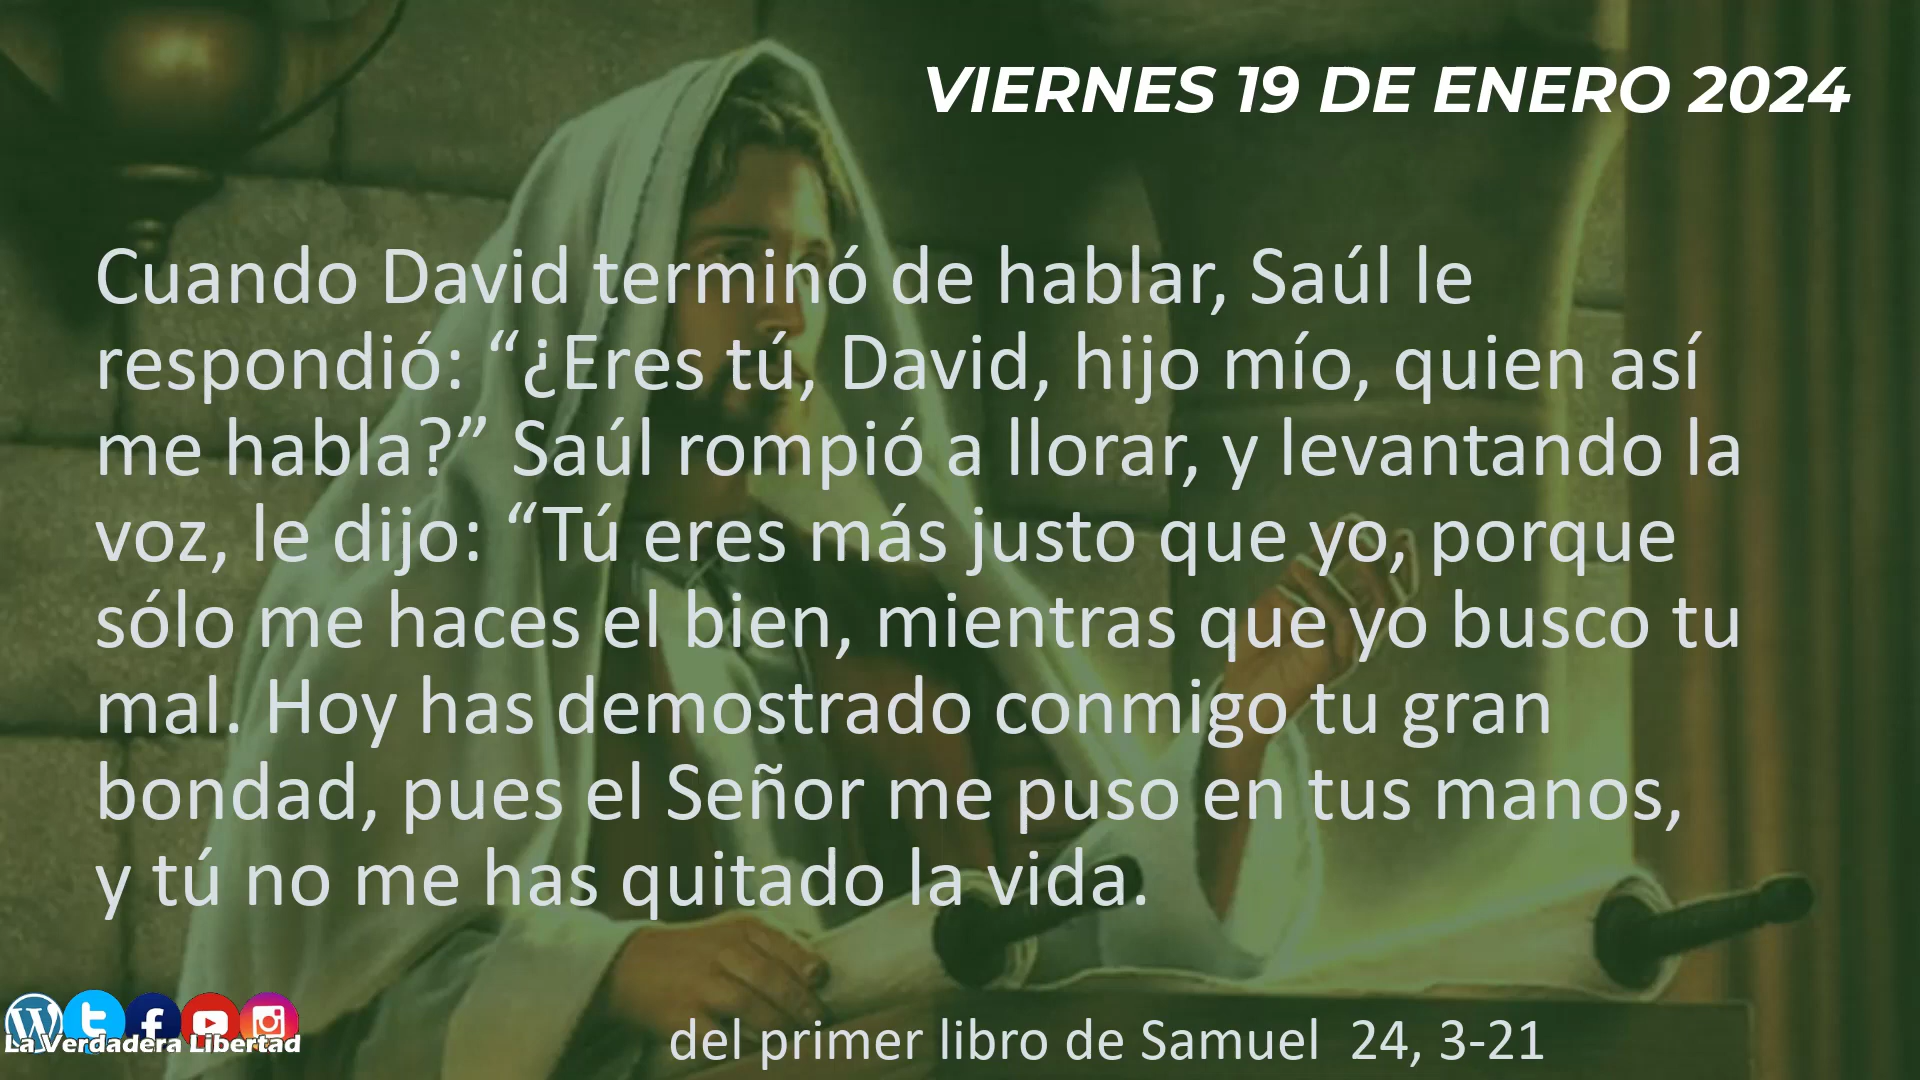 VIERNES 19 DE ENERO 2024
Cuando David terminó de hablar, Saúl le
respondió: “¿Eres tú, David, hijo mío, quien así
me habla?” Saúl rompió a llorar, y levantando la
voz, le dijo: “Tú eres más justo que yo, porque
sólo me haces el bien, mientras que yo busco tu
mal. Hoy has demostrado conmigo tu gran
bondad, pues el Señor me puso en tus manos,
y tú no me has quitado la vida.
La Verdadera Libertad
del primer libro de Samuel  24, 3-21